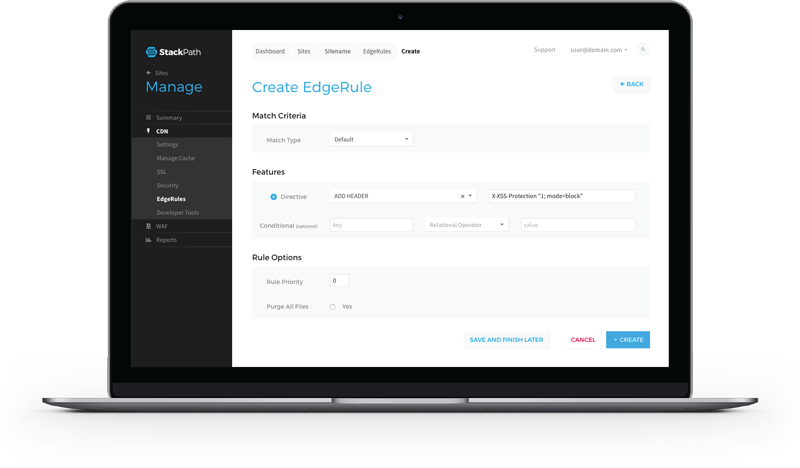 StackPath
Dashboard Sites Sitename EdgeRules Create
Support user@domain.com
Sites
Manage
Create EdgeRule
BACK
Summary
CDN
Settings
Manage Cache
SSL
Security
EdgeRules
Developer Tools
WAF
Reports
Match Criteria
Match Type Default
Features
Directive ADD HEADER × X-XSS-Protection "1; mode=block"
Conditional (optional) key Relational Operator value
Rule Options
Rule Priority 0
Purge All Files Yes
SAVE AND FINISH LATER CANCEL + CREATE